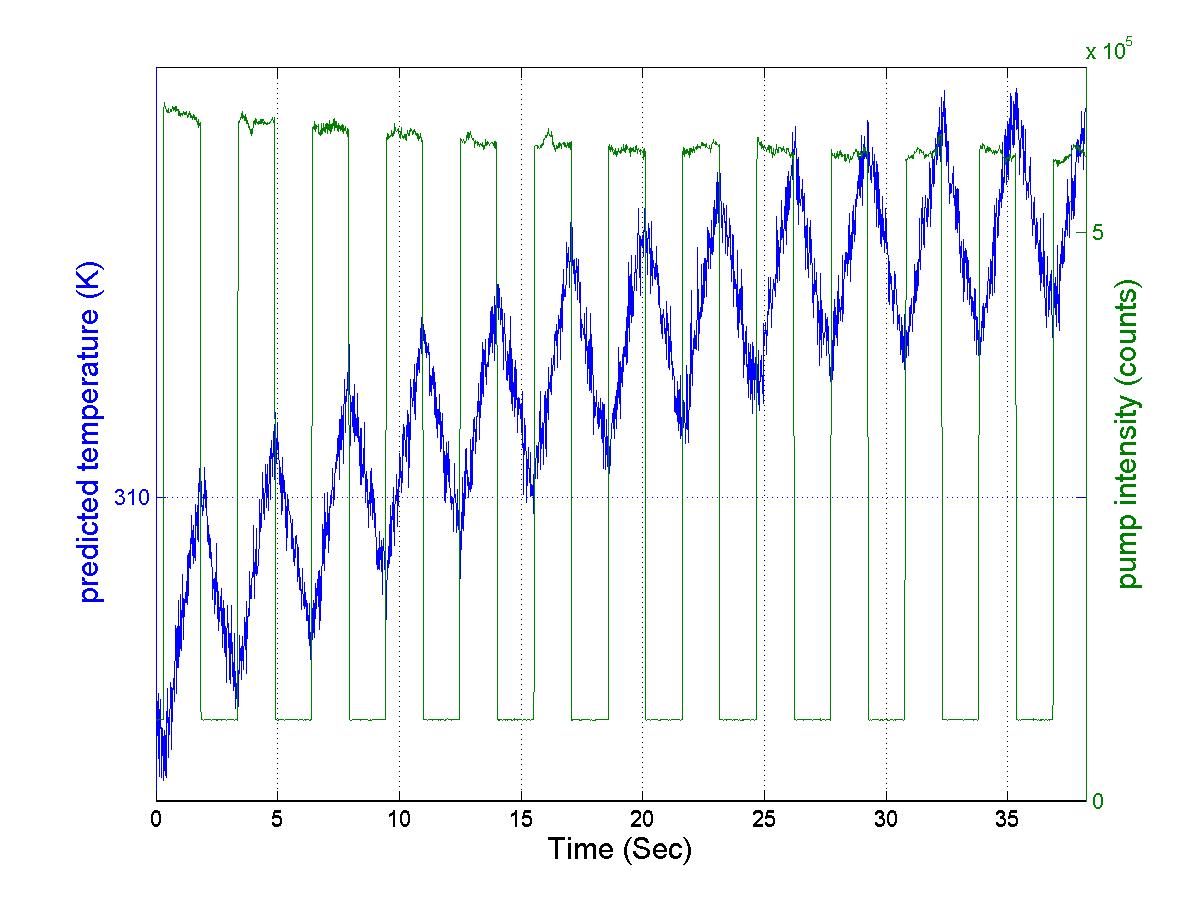 x 10^5
predicted temperature (K)
310
5
0
pump intensity (counts)
0 5 10 15 20 25 30 35
Time (Sec)